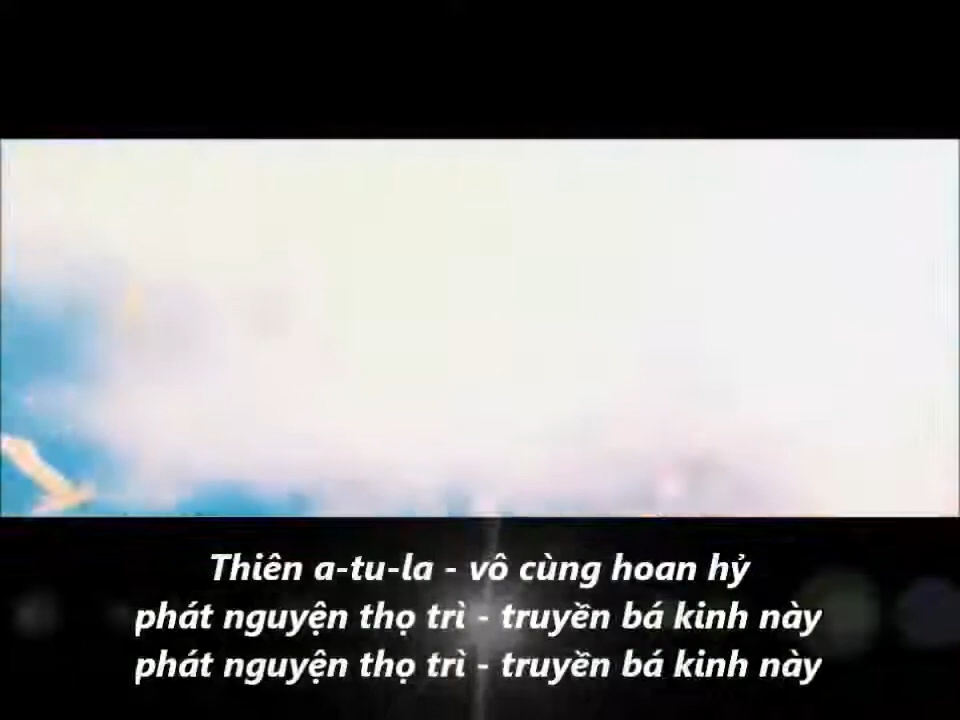 Thiên a-tu-la - vô cùng hoan hỷ
phát nguyện thọ trì - truyền bá kinh này
phát nguyện thọ trì - truyền bá kinh này